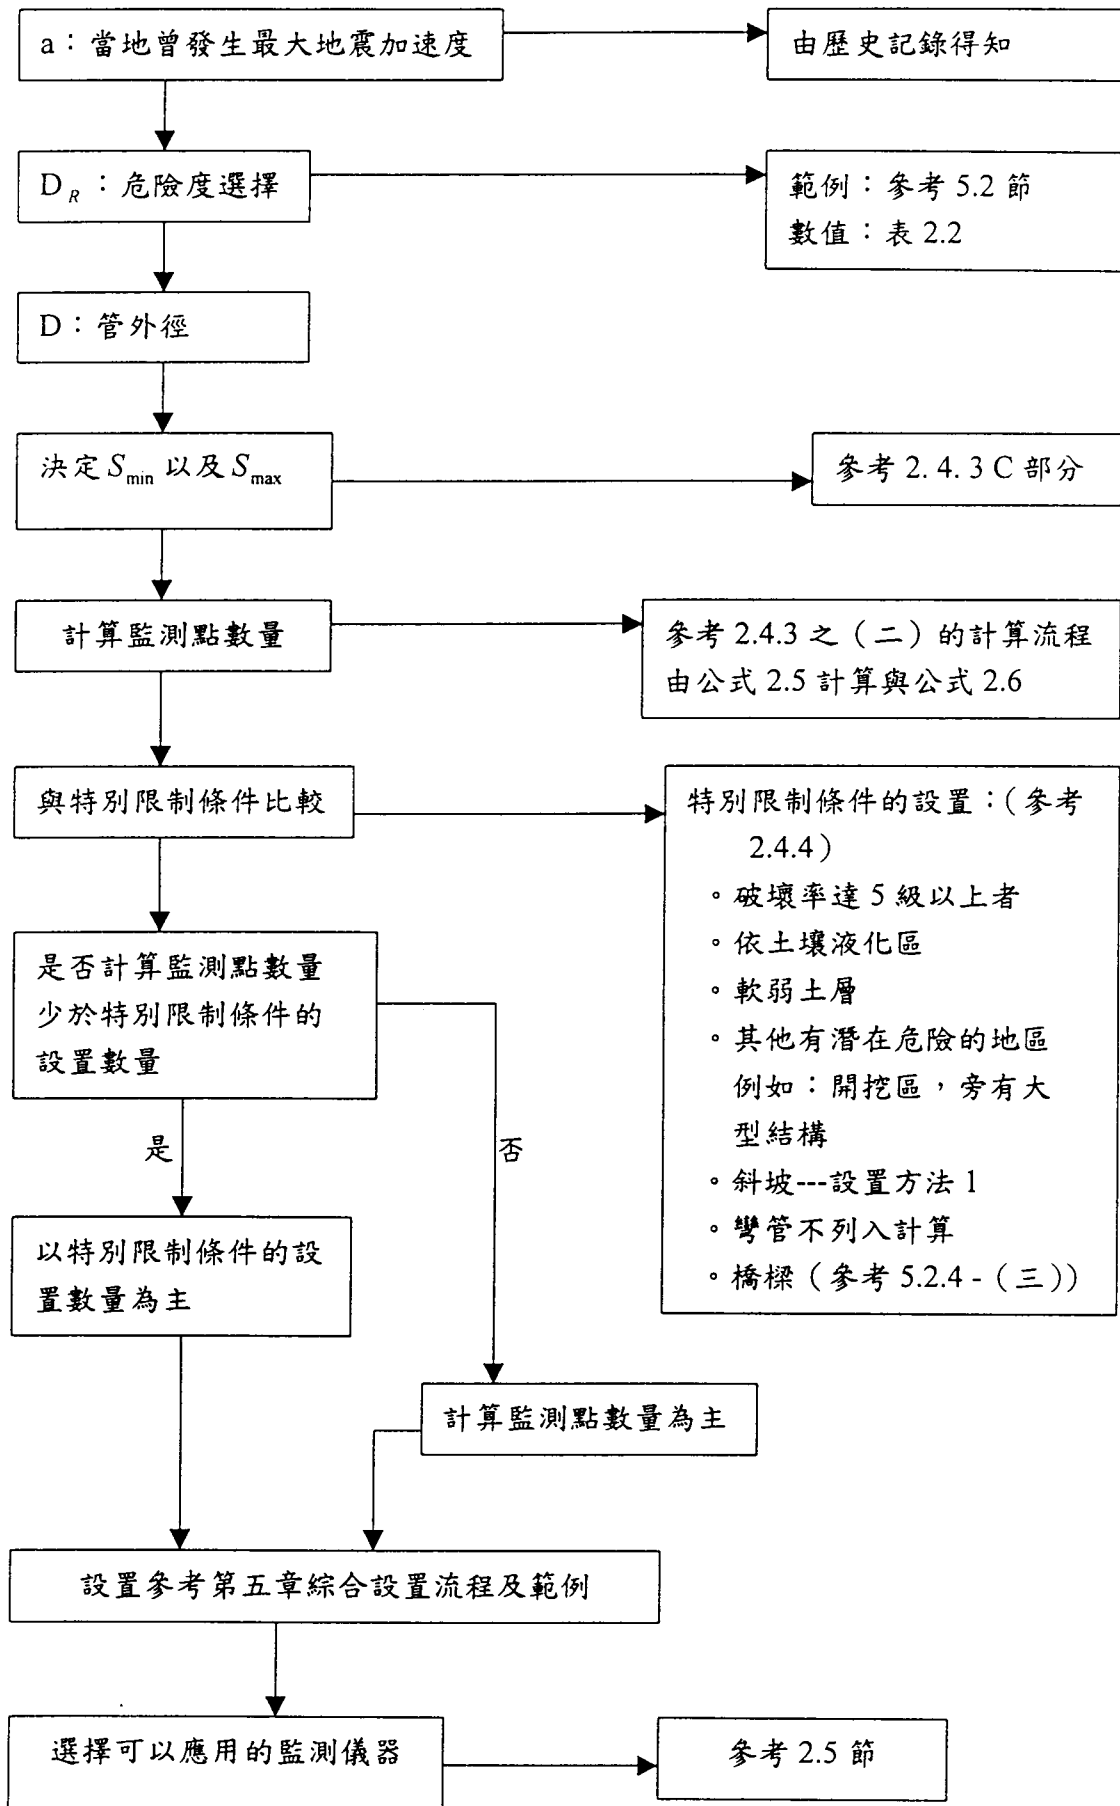 a：當地曾發生最大地震加速度
由歷史記錄得知
D_R：危險度選擇
範例：參考 5.2 節
數值：表 2.2
D：管外徑
決定 S_min 以及 S_max
參考 2. 4. 3 C 部分
計算監測點數量
參考 2.4.3 之（二）的計算流程
由公式 2.5 計算與公式 2.6
與特別限制條件比較
特別限制條件的設置：（參考
2.4.4）
。破壞率達 5 級以上者
。依土壤液化區
。軟弱土層
。其他有潛在危險的地區
例如：開挖區，旁有大
型結構
。斜坡---設置方法 1
。彎管不列入計算
。橋樑（參考 5.2.4 -（三））
是否計算監測點數量
少於特別限制條件的
設置數量
是
否
以特別限制條件的設
置數量為主
計算監測點數量為主
設置參考第五章綜合設置流程及範例
選擇可以應用的監測儀器
參考 2.5 節